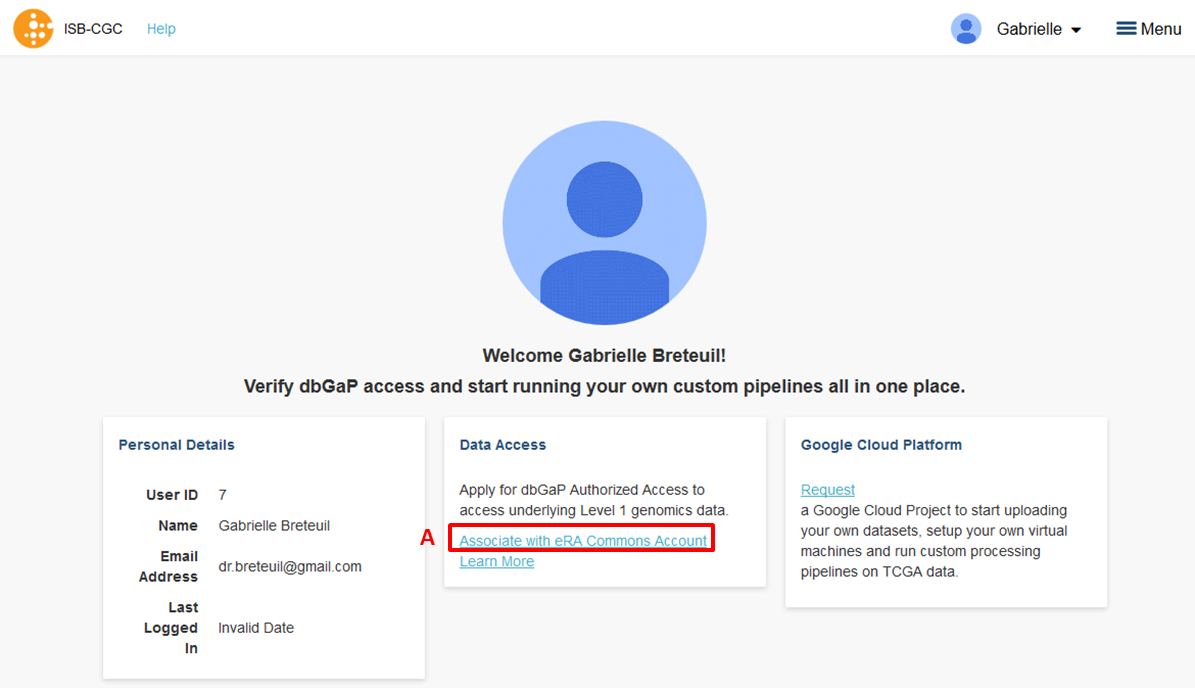 ISB-CGC Help Gabrielle Menu
Welcome Gabrielle Breteuil!
Verify dbGaP access and start running your own custom pipelines all in one place.
Personal Details
User ID 7
Name Gabrielle Breteuil
Email
Address dr.breteuil@gmail.com
Last
Logged
In Invalid Date
Data Access
Apply for dbGaP Authorized Access to
access underlying Level 1 genomics data.
A Associate with eRA Commons Account
Learn More
Google Cloud Platform
Request
a Google Cloud Project to start uploading
your own datasets, setup your own virtual
machines and run custom processing
pipelines on TCGA data.